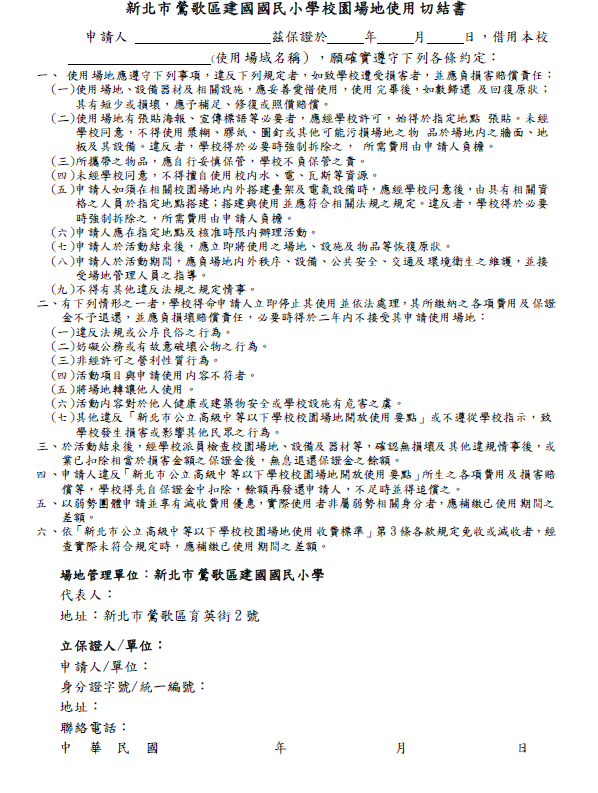 新北市鶯歌區建國國民小學校園場地使用切結書
申請人 ＿＿＿＿＿＿＿＿茲保證於＿＿＿年＿＿＿月＿＿＿日，借用本校
＿＿＿＿＿＿＿＿(使用場域名稱)，願確實遵守下列各條約定：
一、 使用場地應遵守下列事項，違反下列規定者，如致學校遭受損害者，並應負損害賠償責任：
(一)使用場地、設備器材及相關設施，應妥善愛惜使用，使用完畢後，如數歸還 及回復原狀；
其有短少或損壞，應予補足、修復或照價賠償。
(二)使用場地有張貼海報、宣傳標語等必要者，應經學校許可，始得於指定地點 張貼。未經
學校同意，不得使用漿糊、膠紙、圖釘或其他可能污損場地之物 品於場地內之牆面、地
板及其設備。違反者，學校得於必要時強制拆除之， 所需費用由申請人負擔。
(三)所攜帶之物品，應自行妥慎保管，學校不負保管之責。
(四)未經學校同意，不得擅自使用校內水、電、瓦斯等資源。
(五)申請人如須在相關校園場地內外搭建臺架及電氣設備時，應經學校同意後，由具有相關資
格之人員於指定地點搭建；搭建與使用並應符合相關法規之規定。違反者，學校得於必要
時強制拆除之，所需費用由申請人負擔。
(六)申請人應在指定地點及核准時限內辦理活動。
(七)申請人於活動結束後，應立即將使用之場地、設施及物品等恢復原狀。
(八)申請人於活動期間，應負場地內外秩序、設備、公共安全、交通及環境衛生之維護，並接
受場地管理人員之指導。
(九)不得有其他違反法規之規定情事。
二、有下列情形之一者，學校得命申請人立即停止其使用並依法處理，其所繳納之各項費用及保證
金不予退還，並應負損壞賠償責任，必要時得於二年內不接受其申請使用場地：
(一)違反法規或公序良俗之行為。
(二)妨礙公務或有故意破壞公物之行為。
(三)非經許可之營利性質行為。
(四)活動項目與申請使用內容不符者。
(五)將場地轉讓他人使用。
(六)活動內容對於他人健康或建築物安全或學校設施有危害之虞。
(七)其他違反「新北市公立高級中等以下學校校園場地開放使用要點」或不遵從學校指示，致
學校發生損害或影響其他民眾之行為。
三、於活動結束後，經學校派員檢查校園場地、設備及器材等，確認無損壞及其他違規情事後，或
業已扣除相當於損害金額之保證金後，無息退還保證金之餘額。
四、申請人違反「新北市公立高級中等以下學校校園場地開放使用要點」所生之各項費用及損害賠
償等，學校得先自保證金中扣除，餘額再發還申請人，不足時並得追償之。
五、以弱勢團體申請並享有減收費用優惠，實際使用者非屬弱勢相關身分者，應補繳已使用期間之
差額。
六、依「新北市公立高級中等以下學校校園場地使用收費標準」第 3 條各款規定免收或減收者，經
查實際未符合規定時，應補繳已使用期間之差額。
場地管理單位：新北市鶯歌區建國國民小學
代表人：
地址：新北市鶯歌區育英街 2 號
立保證人/單位：
申請人/單位：
身分證字號/統一編號：
地址：
聯絡電話：
中 華 民 國 年 月 日